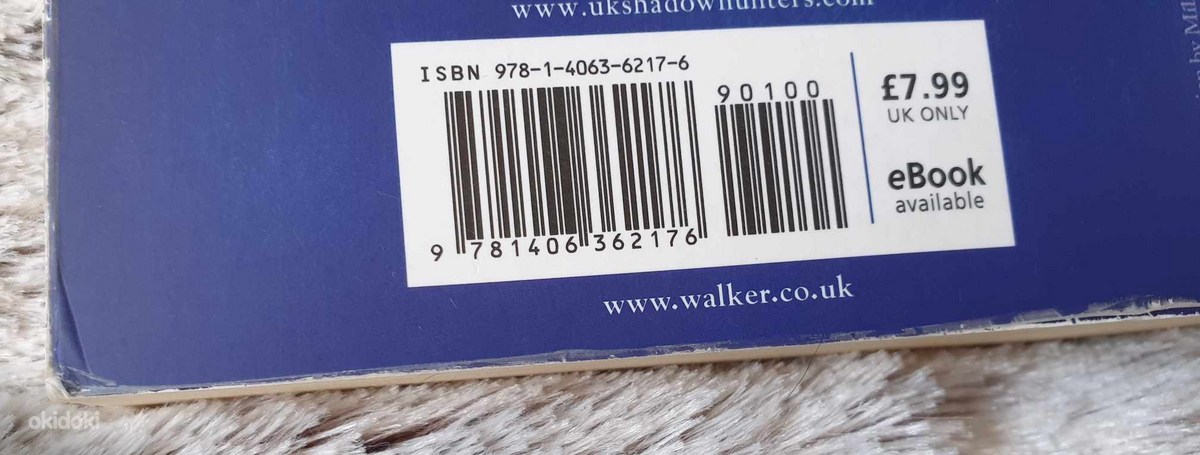 www.ukshadowhunters.com
ISBN 978-1-4063-6217-6
90100
9 781406 362176
£7.99
UK ONLY
eBook
available
www.walker.co.uk
by
okidoki